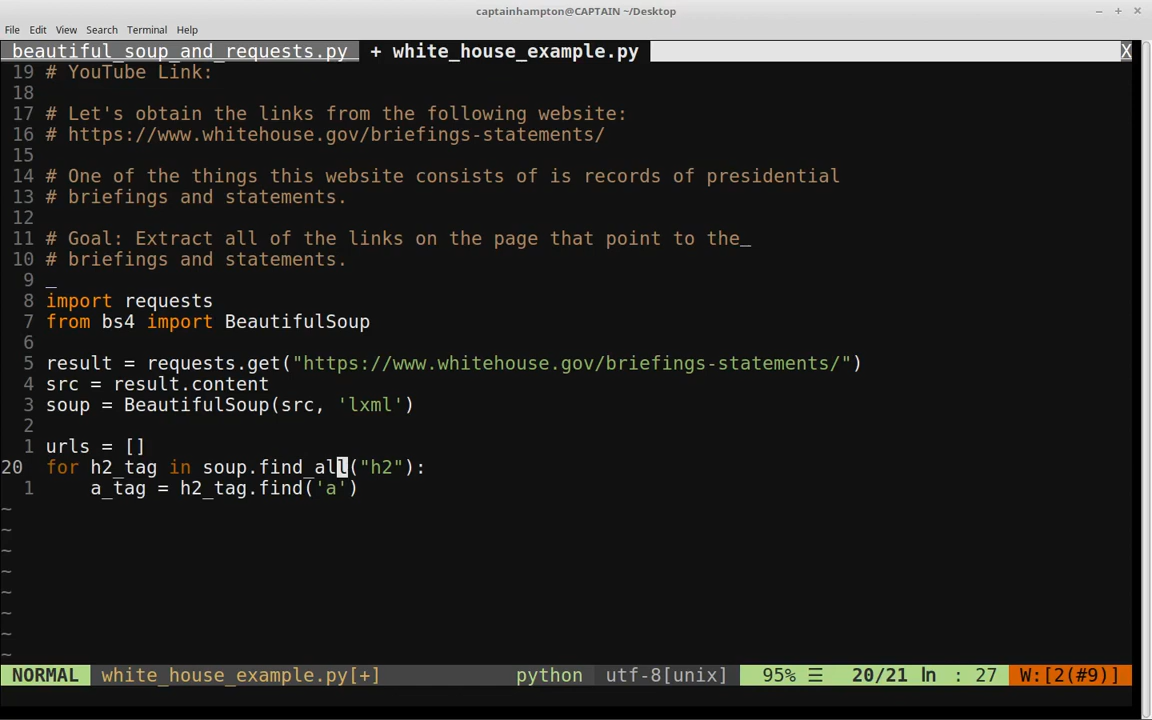 captainhampton@CAPTAIN ~/Desktop
File Edit View Search Terminal Help
beautiful_soup_and_requests.py + white_house_example.py X
19 # YouTube Link:
18
17 # Let's obtain the links from the following website:
16 # https://www.whitehouse.gov/briefings-statements/
15
14 # One of the things this website consists of is records of presidential
13 # briefings and statements.
12
11 # Goal: Extract all of the links on the page that point to the_
10 # briefings and statements.
9 _
8 import requests
7 from bs4 import BeautifulSoup
6
5 result = requests.get("https://www.whitehouse.gov/briefings-statements/")
4 src = result.content
3 soup = BeautifulSoup(src, 'lxml')
2
1 urls = []
20 for h2_tag in soup.find_all("h2"):
1 a_tag = h2_tag.find('a')
~
~
~
~
~
~
~
~
NORMAL white_house_example.py[+] python utf-8[unix] 95% ☰ 20/21 ln : 27 W:[2(#9)]